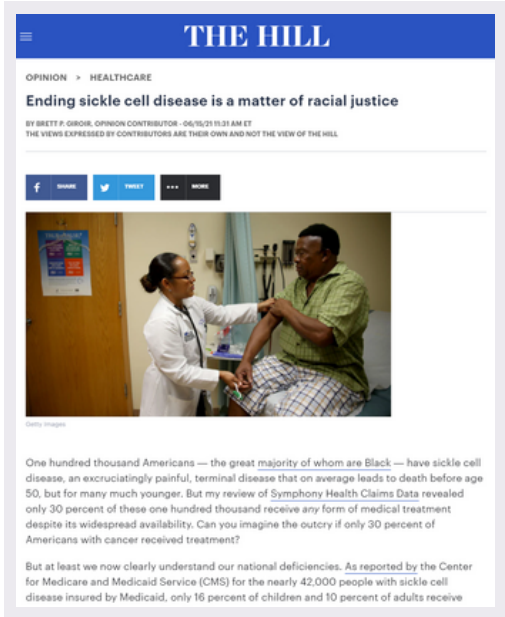 THE HILL
OPINION > HEALTHCARE
Ending sickle cell disease is a matter of racial justice
BY BRETT P. GIROIR, OPINION CONTRIBUTOR - 06/15/21 11:31 AM ET
THE VIEWS EXPRESSED BY CONTRIBUTORS ARE THEIR OWN AND NOT THE VIEW OF THE HILL
f SHARE TWEET ••• MORE
Getty Images
One hundred thousand Americans — the great majority of whom are Black — have sickle cell
disease, an excruciatingly painful, terminal disease that on average leads to death before age
50, but for many much younger. But my review of Symphony Health Claims Data revealed
only 30 percent of these one hundred thousand receive any form of medical treatment
despite its widespread availability. Can you imagine the outcry if only 30 percent of
Americans with cancer received treatment?
But at least we now clearly understand our national deficiencies. As reported by the Center
for Medicare and Medicaid Service (CMS) for the nearly 42,000 people with sickle cell
disease insured by Medicaid, only 16 percent of children and 10 percent of adults receive